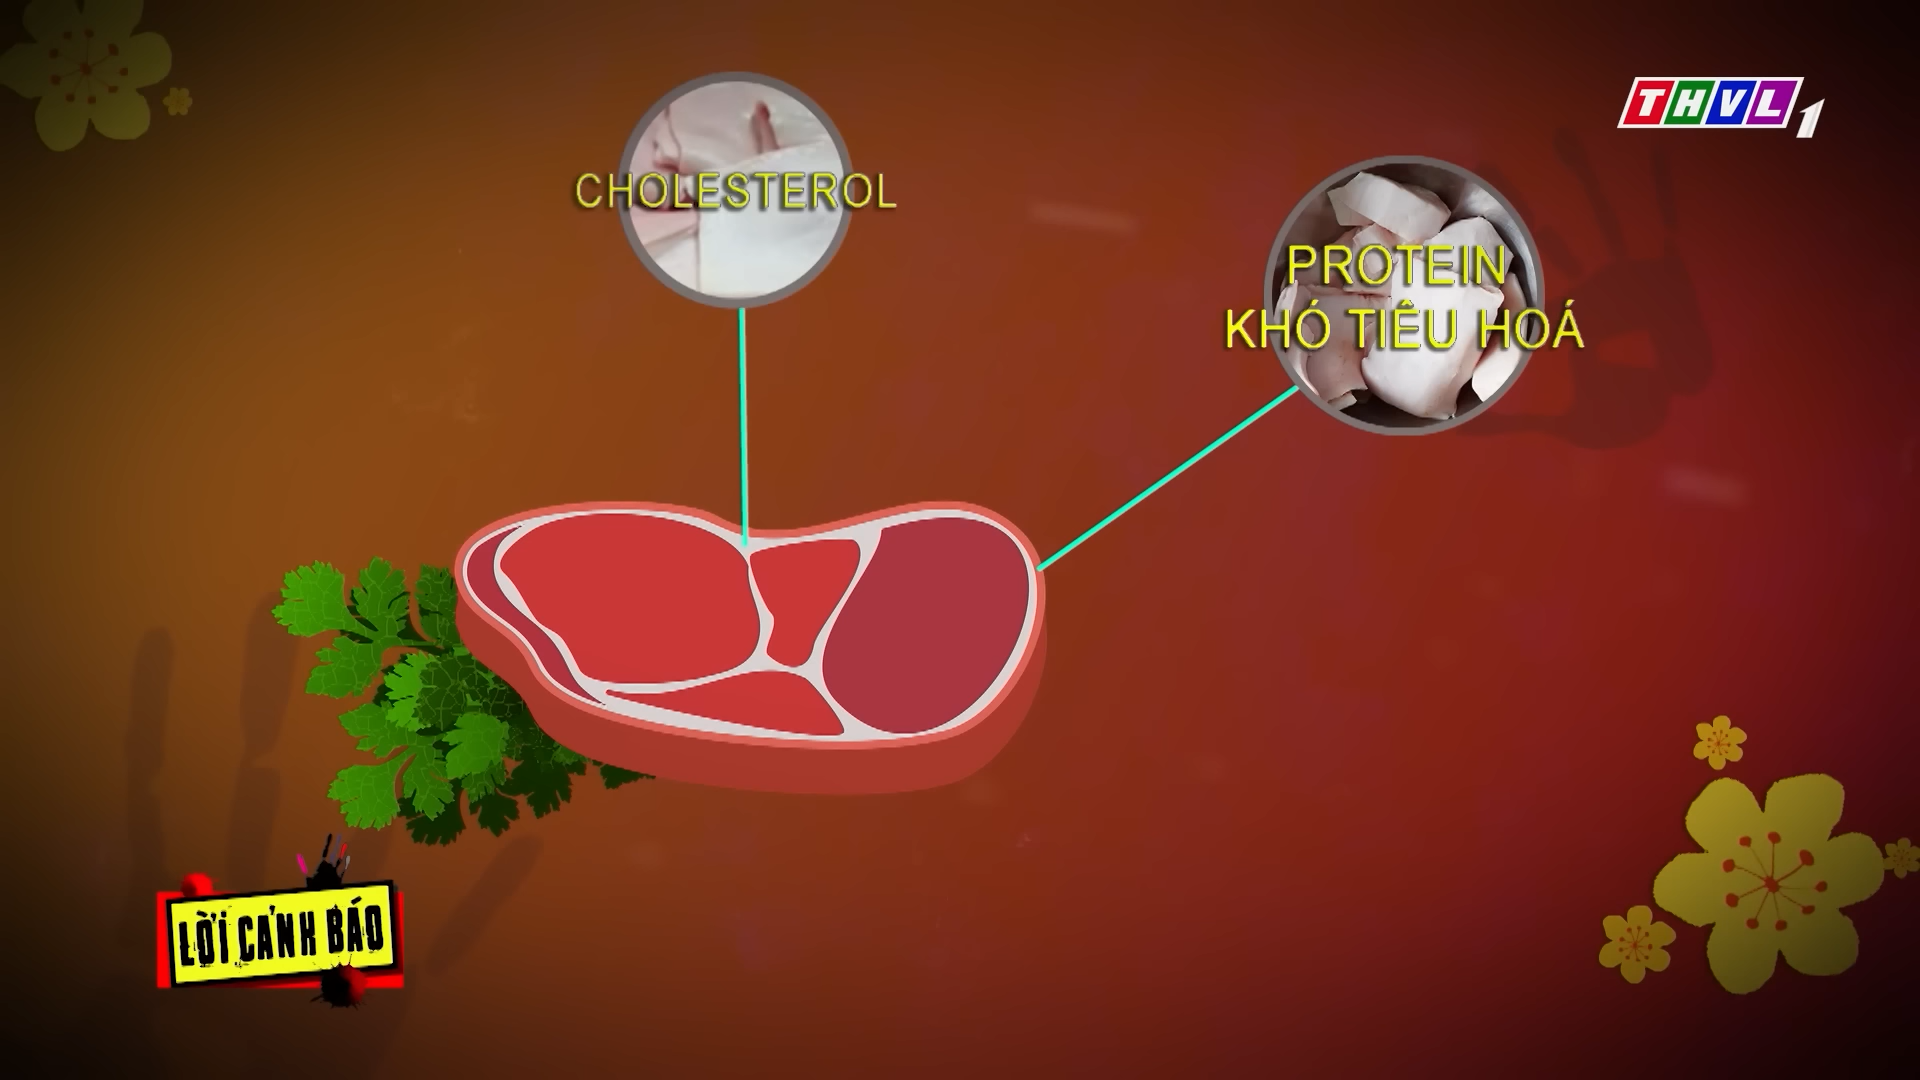 THVL1
CHOLESTEROL
PROTEIN
KHÓ TIÊU HOÁ
LỜI CẢNH BÁO